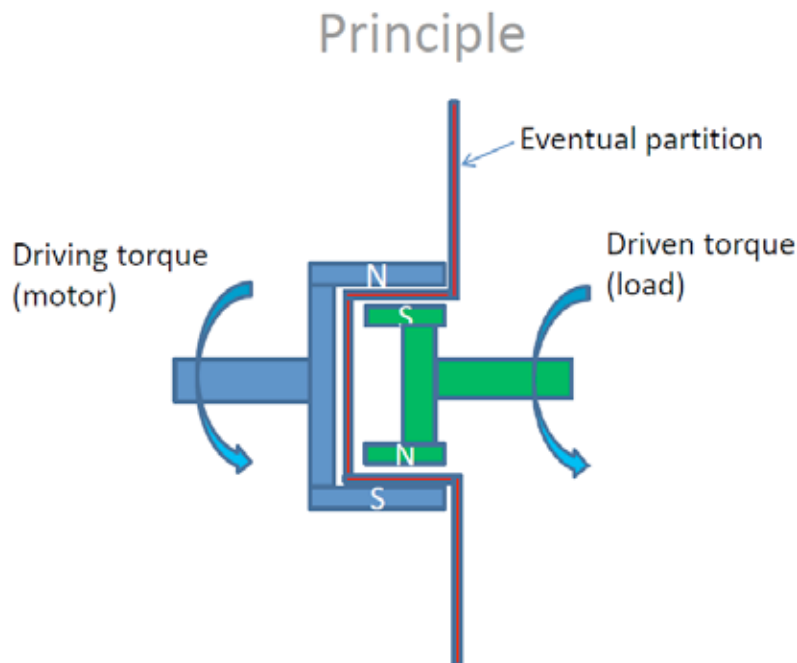 Principle
Eventual partition
Driving torque
(motor)
Driven torque
(load)
N
S
N
S